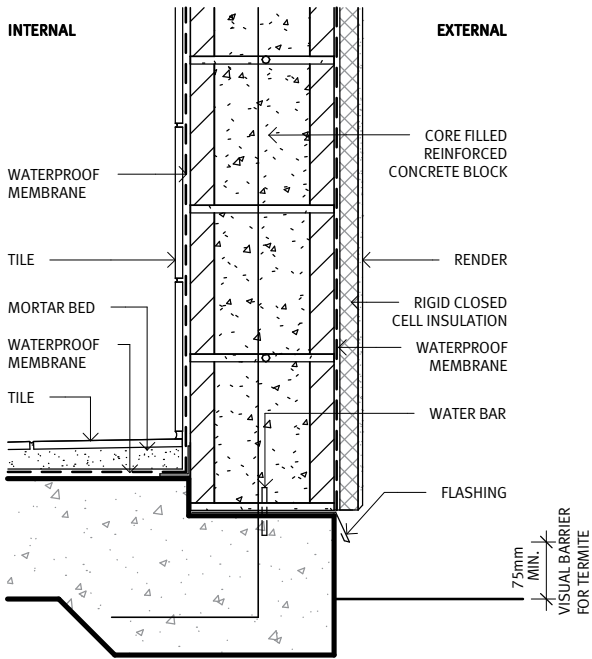 INTERNAL
EXTERNAL
WATERPROOF
MEMBRANE
TILE
MORTAR BED
WATERPROOF
MEMBRANE
TILE
CORE FILLED
REINFORCED
CONCRETE BLOCK
RENDER
RIGID CLOSED
CELL INSULATION
WATERPROOF
MEMBRANE
WATER BAR
FLASHING
75mm
MIN.
VISUAL BARRIER
FOR TERMITE